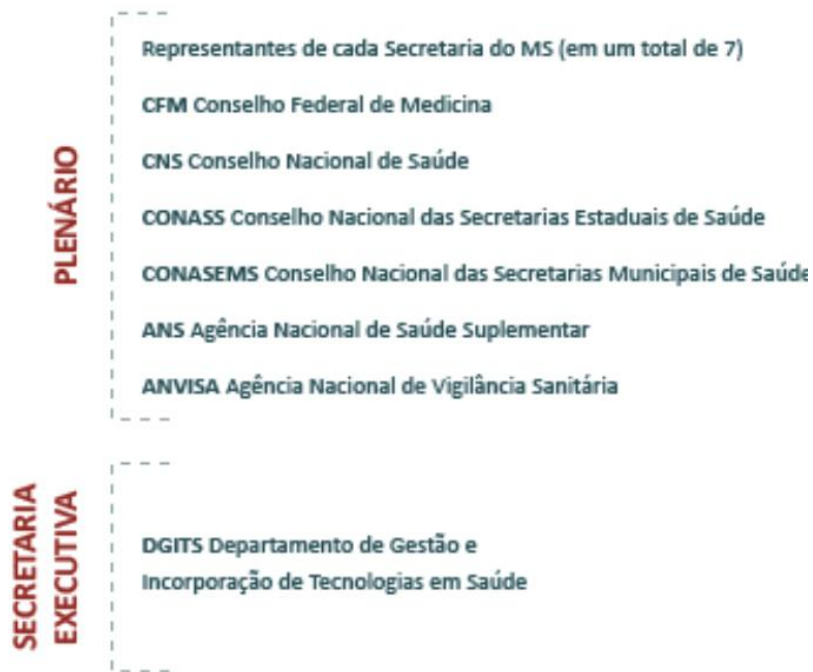 PLENÁRIO
Representantes de cada Secretaria do MS (em um total de 7)
CFM Conselho Federal de Medicina
CNS Conselho Nacional de Saúde
CONASS Conselho Nacional das Secretarias Estaduais de Saúde
CONASEMS Conselho Nacional das Secretarias Municipais de Saúde
ANS Agência Nacional de Saúde Suplementar
ANVISA Agência Nacional de Vigilância Sanitária
SECRETARIA
EXECUTIVA
DGITS Departamento de Gestão e
Incorporação de Tecnologias em Saúde